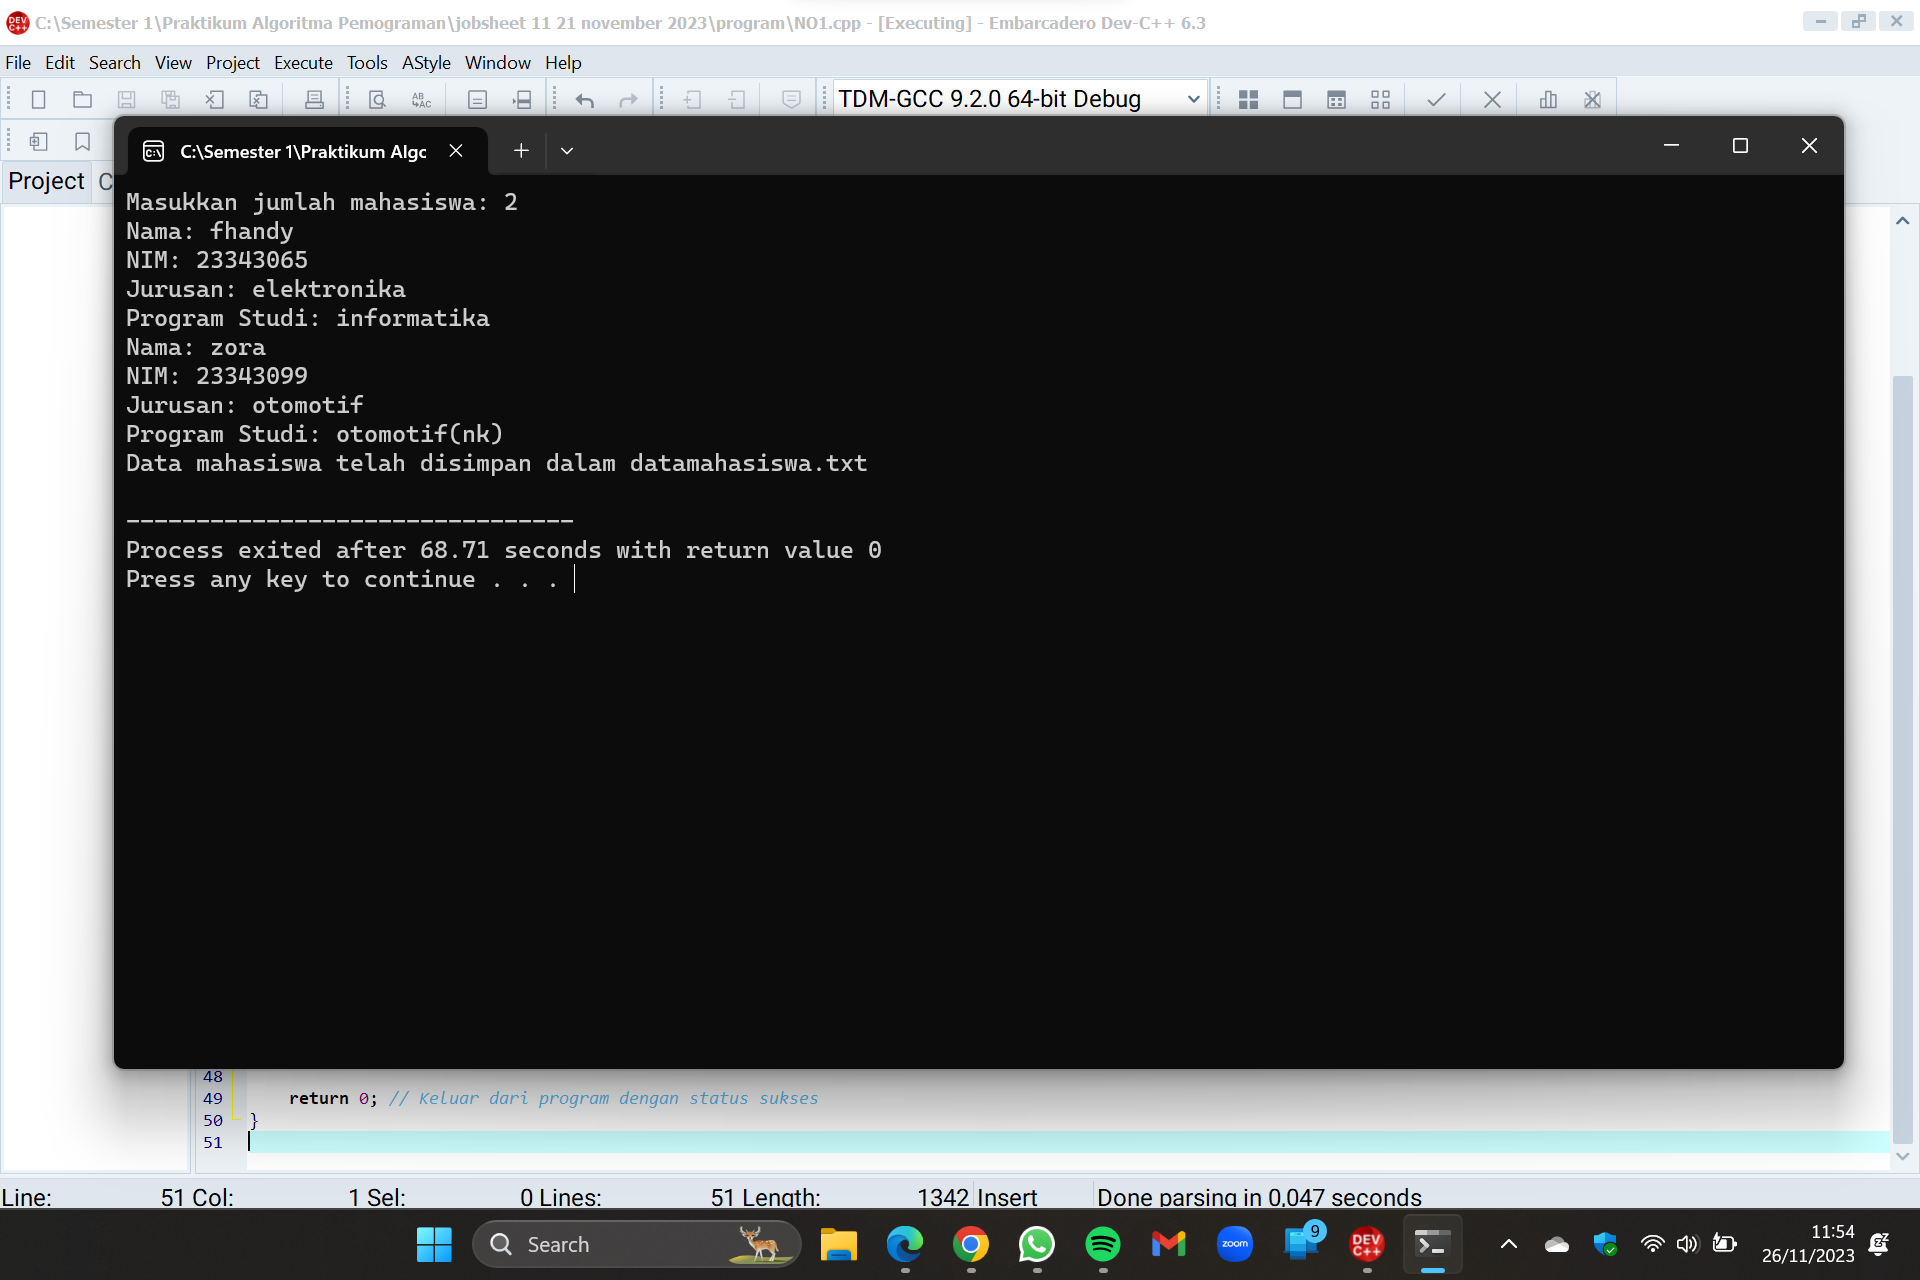 C:\Semester 1\Praktikum Algoritma Pemograman\jobsheet 11 21 november 2023\program\NO1.cpp - [Executing] - Embarcadero Dev-C++ 6.3
File Edit Search View Project Execute Tools AStyle Window Help
TDM-GCC 9.2.0 64-bit Debug
C:\Semester 1\Praktikum Algc
Project C
Masukkan jumlah mahasiswa: 2
Nama: fhandy
NIM: 23343065
Jurusan: elektronika
Program Studi: informatika
Nama: zora
NIM: 23343099
Jurusan: otomotif
Program Studi: otomotif(nk)
Data mahasiswa telah disimpan dalam datamahasiswa.txt
--------------------------------
Process exited after 68.71 seconds with return value 0
Press any key to continue . . .
48
49 return 0; // Keluar dari program dengan status sukses
50 }
51
Line: 51 Col: 1 Sel: 0 Lines: 51 Length: 1342 Insert Done parsing in 0,047 seconds
Search
zoom
9
DEV C++
11:54
26/11/2023